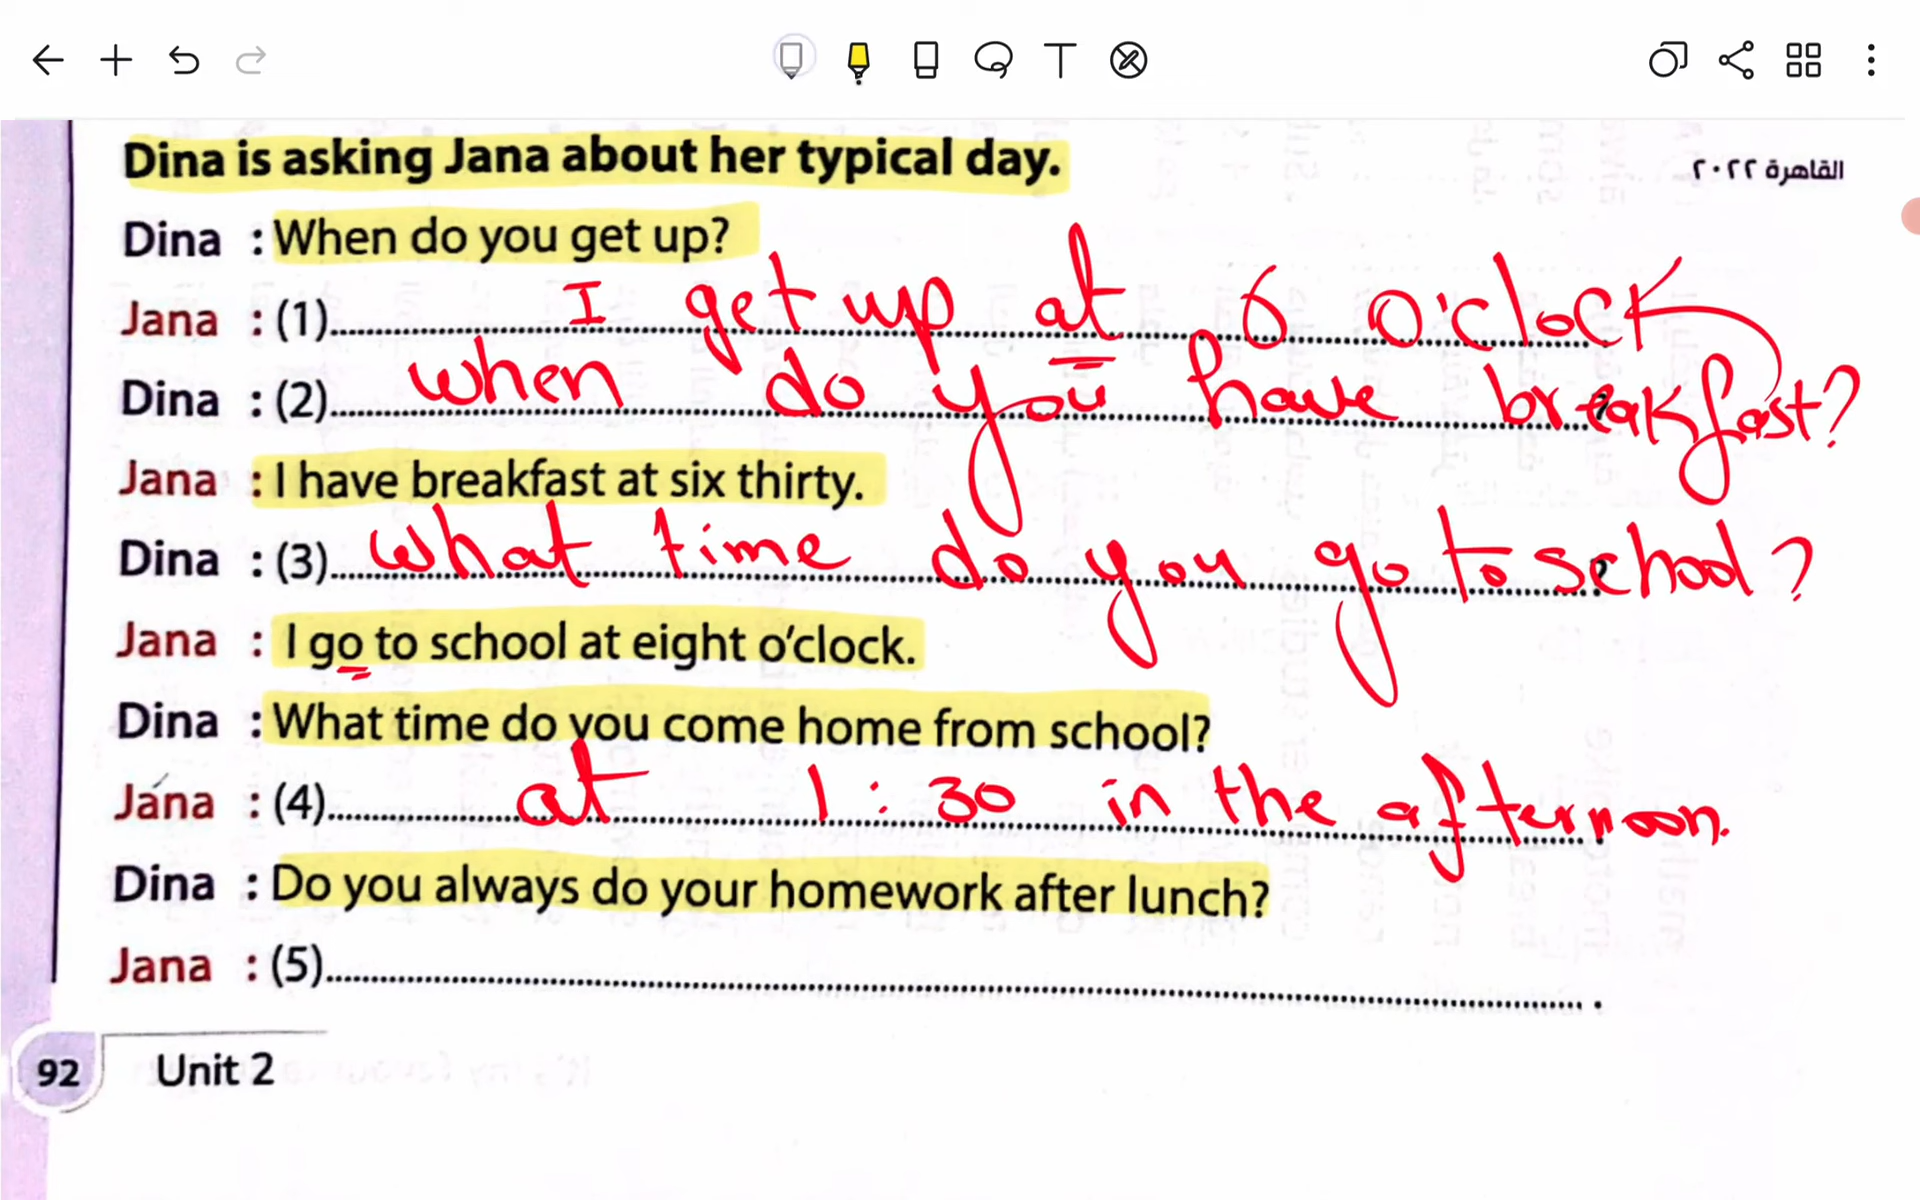 Dina is asking Jana about her typical day.
القاهرة ٢٠٢٢
Dina : When do you get up?
Jana : (1) I get up at 6 o'clock
Dina : (2) when do you have breakfast?
Jana : I have breakfast at six thirty.
Dina : (3) what time do you go to school?
Jana : I go to school at eight o'clock.
Dina : What time do you come home from school?
Jana : (4) at 1:30 in the afternoon.
Dina : Do you always do your homework after lunch?
Jana : (5) .
92 Unit 2